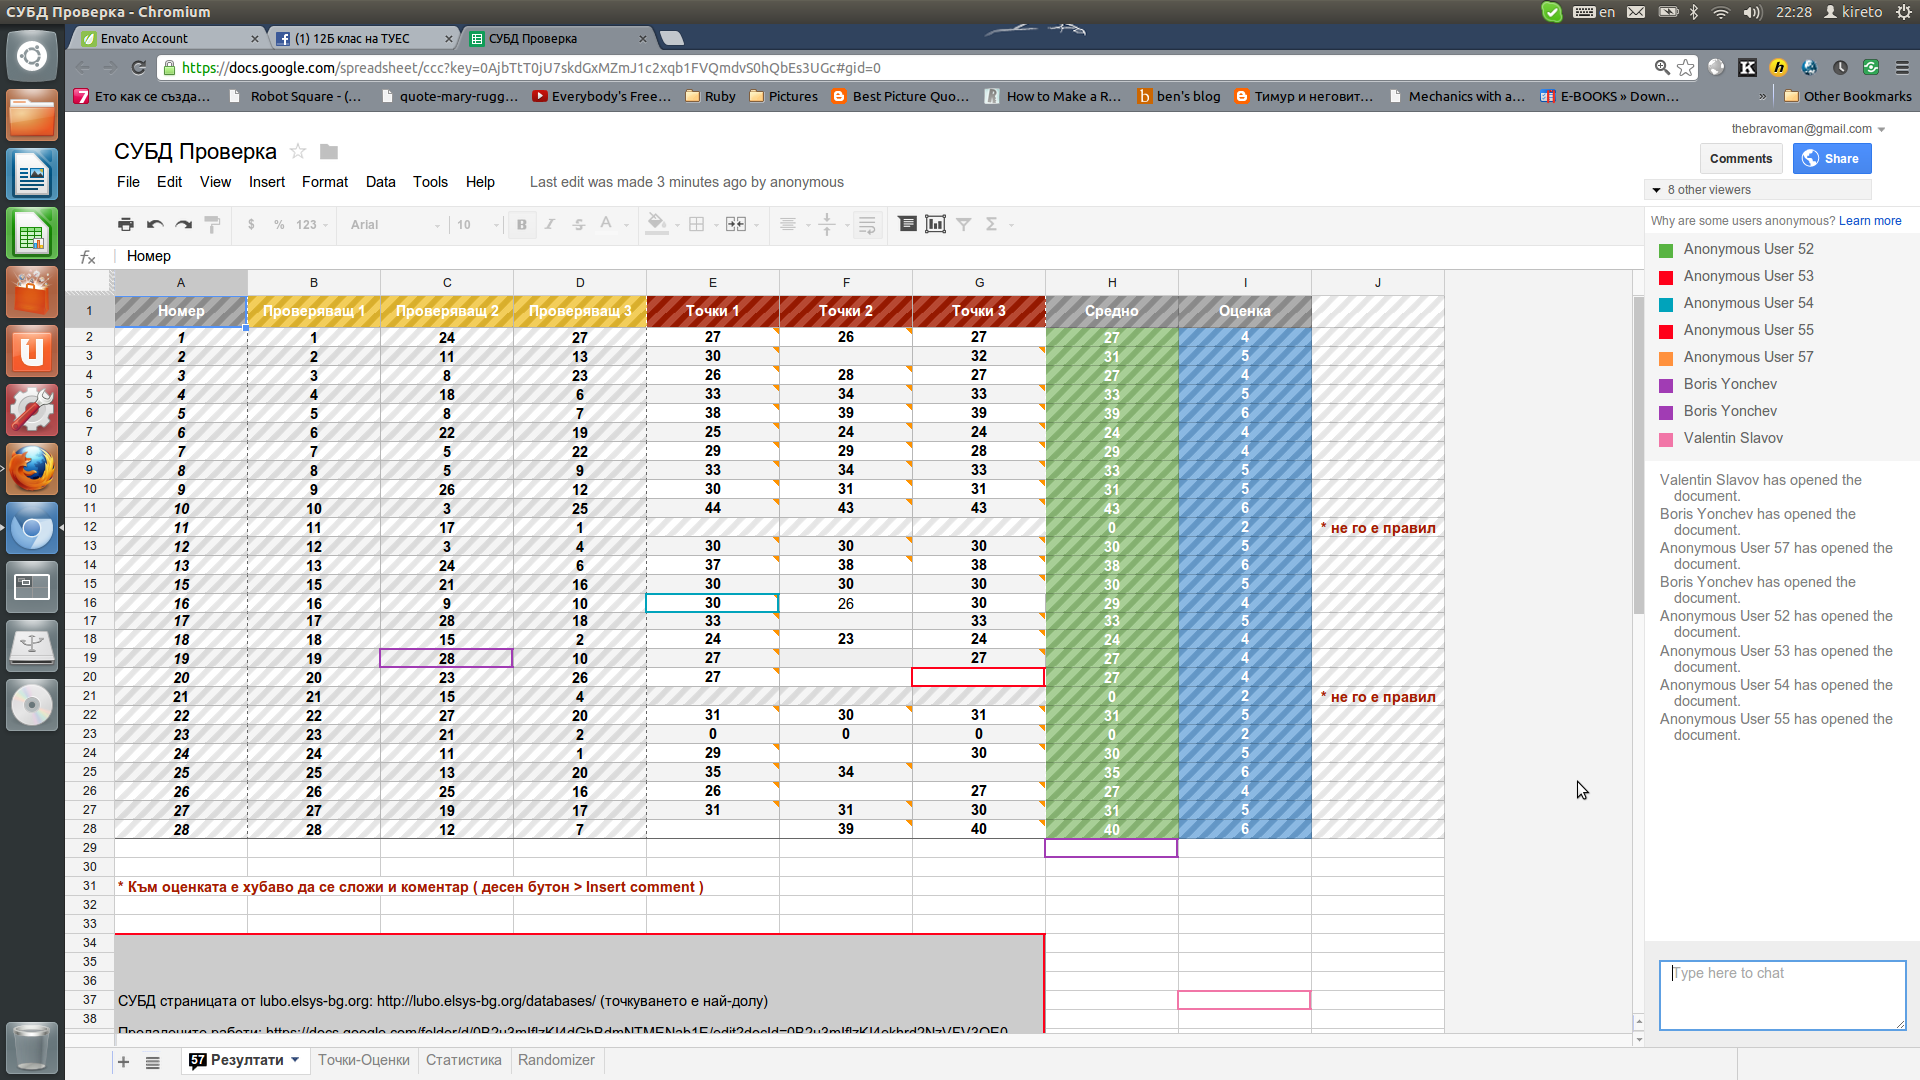 СУБД Проверка - Chromium
en 22:28 kireto
Envato Account (1) 12Б клас на ТУЕС СУБД Проверка
https://docs.google.com/spreadsheet/ccc?key=0AjbTtT0jU7skdGxMZmJ1c2xqb1FVQmdvS0hQbEs3UGc#gid=0
Ето как се създа... Robot Square - (... quote-mary-rugg... Everybody's Free... Ruby Pictures Best Picture Quo... How to Make a R... ben's blog Тимур и неговит... Mechanics with a... E-BOOKS » Down... » Other Bookmarks
thebravoman@gmail.com
СУБД Проверка
Comments Share
File Edit View Insert Format Data Tools Help Last edit was made 3 minutes ago by anonymous
8 other viewers
$ % 123 Arial 10 B I S A Σ
Why are some users anonymous? Learn more
fx Номер
A B C D E F G H I J
1 Номер Проверяващ 1 Проверяващ 2 Проверяващ 3 Точки 1 Точки 2 Точки 3 Средно Оценка
2 1 1 24 27 27 26 27 27 4
3 2 2 11 13 30 32 31 5
4 3 3 8 23 26 28 27 27 4
5 4 4 18 6 33 34 33 33 5
6 5 5 8 7 38 39 39 39 6
7 6 6 22 19 25 24 24 24 4
8 7 7 5 22 29 29 28 29 4
9 8 8 5 9 33 34 33 33 5
10 9 9 26 12 30 31 31 31 5
11 10 10 3 25 44 43 43 43 6
12 11 11 17 1 0 2 * не го е правил
13 12 12 3 4 30 30 30 30 5
14 13 13 24 6 37 38 38 38 6
15 15 15 21 16 30 30 30 30 5
16 16 16 9 10 30 26 30 29 4
17 17 17 28 18 33 33 33 5
18 18 18 15 2 24 23 24 24 4
19 19 19 28 10 27 27 27 4
20 20 20 23 26 27 27 4
21 21 21 15 4 0 2 * не го е правил
22 22 22 27 20 31 30 31 31 5
23 23 23 21 2 0 0 0 0 2
24 24 24 11 1 29 30 30 5
25 25 25 13 20 35 34 35 6
26 26 26 25 16 26 27 27 4
27 27 27 19 17 31 31 30 31 5
28 28 28 12 7 39 40 40 6
29
30
31 * Към оценката е хубаво да се сложи и коментар ( десен бутон > Insert comment )
32
33
34
35
36
37 СУБД страницата от lubo.elsys-bg.org: http://lubo.elsys-bg.org/databases/ (точкуването е най-долу)
38
Anonymous User 52
Anonymous User 53
Anonymous User 54
Anonymous User 55
Anonymous User 57
Boris Yonchev
Boris Yonchev
Valentin Slavov
Valentin Slavov has opened the
document.
Boris Yonchev has opened the
document.
Anonymous User 57 has opened the
document.
Boris Yonchev has opened the
document.
Anonymous User 52 has opened the
document.
Anonymous User 53 has opened the
document.
Anonymous User 54 has opened the
document.
Anonymous User 55 has opened the
document.
Type here to chat
+ 57 Резултати Точки-Оценки Статистика Randomizer